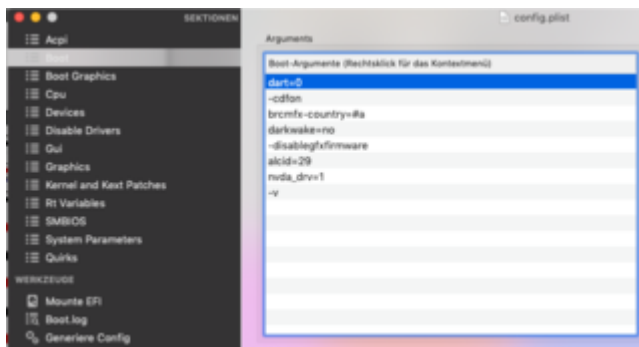 SEKTIONEN
Acpi
Boot
Boot Graphics
Cpu
Devices
Disable Drivers
Gui
Graphics
Kernel and Kext Patches
Rt Variables
SMBIOS
System Parameters
Quirks
WERKZEUGE
Mounte EFI
Boot.log
Generiere Config
config.plist
Arguments
Boot-Argumente (Rechtsklick für das Kontextmenü)
dart=0
-cdfon
brcmfx-country=#a
darkwake=no
-disablegfxfirmware
alcid=29
nvda_drv=1
-v